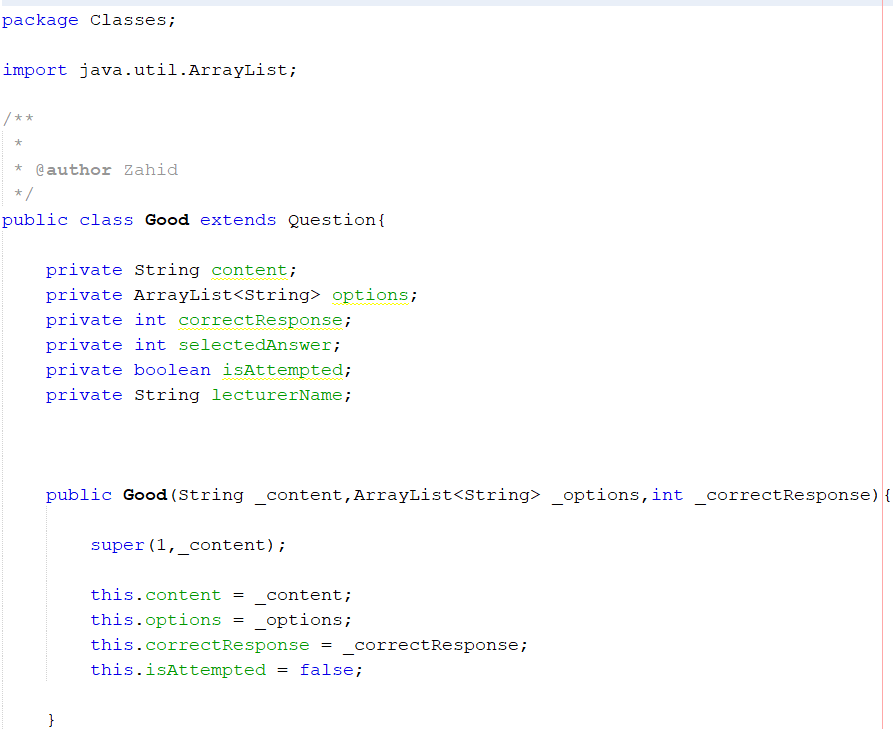 package Classes;
import java.util.ArrayList;
/**
 *
 * @author Zahid
 */
public class Good extends Question{
    private String content;
    private ArrayList<String> options;
    private int correctResponse;
    private int selectedAnswer;
    private boolean isAttempted;
    private String lecturerName;
    public Good(String _content,ArrayList<String> _options,int _correctResponse){
        super(1,_content);
        this.content = _content;
        this.options = _options;
        this.correctResponse = _correctResponse;
        this.isAttempted = false;
    }